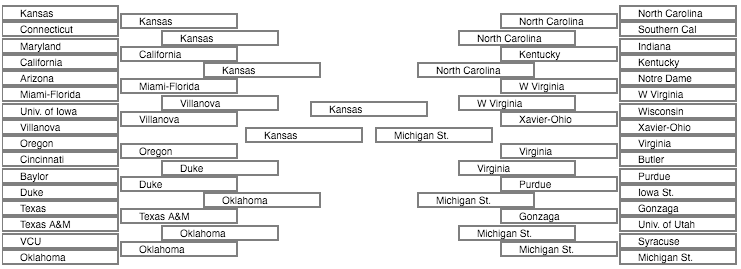 Kansas
Connecticut
Maryland
California
Arizona
Miami-Florida
Univ. of Iowa
Villanova
Oregon
Cincinnati
Baylor
Duke
Texas
Texas A&M
VCU
Oklahoma
Kansas
California
Miami-Florida
Villanova
Oregon
Duke
Texas A&M
Oklahoma
Kansas
Villanova
Duke
Oklahoma
Kansas
Oklahoma
Kansas
Kansas
Michigan St.
North Carolina
Michigan St.
North Carolina
W Virginia
Virginia
Michigan St.
North Carolina
Kentucky
W Virginia
Xavier-Ohio
Virginia
Purdue
Gonzaga
Michigan St.
North Carolina
Southern Cal
Indiana
Kentucky
Notre Dame
W Virginia
Wisconsin
Xavier-Ohio
Virginia
Butler
Purdue
Iowa St.
Gonzaga
Univ. of Utah
Syracuse
Michigan St.